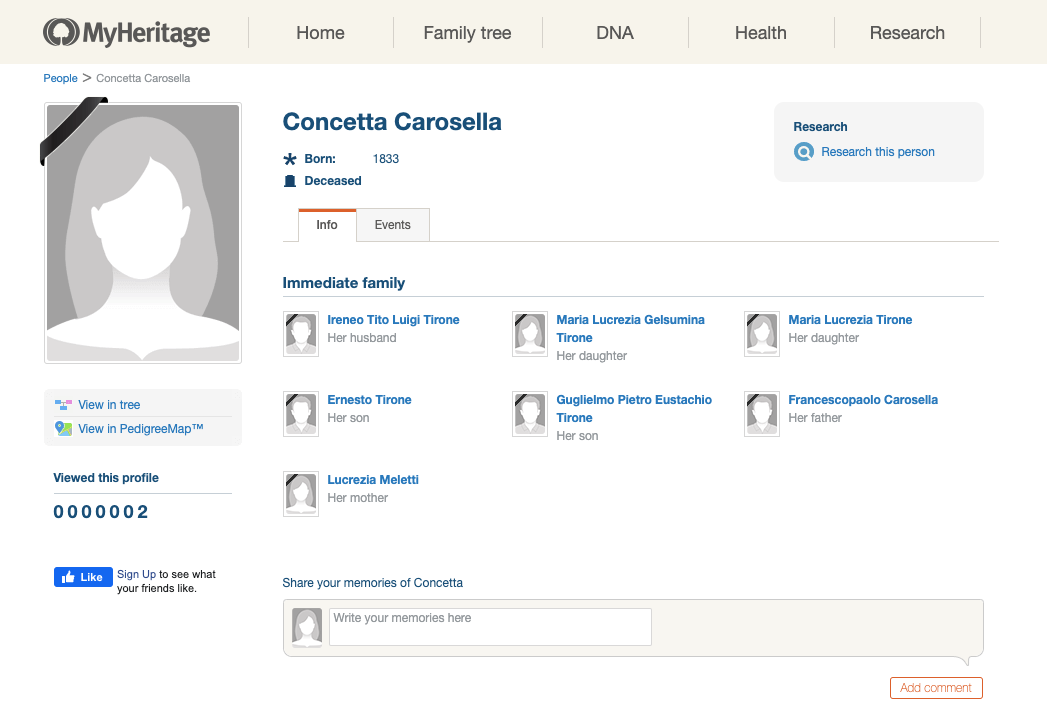 MyHeritage
Home
Family tree
DNA
Health
Research
People > Concetta Carosella
Concetta Carosella
Born: 1833
Deceased
Research
Research this person
Info
Events
Immediate family
Ireneo Tito Luigi Tirone
Her husband
Maria Lucrezia Gelsumina
Tirone
Her daughter
Maria Lucrezia Tirone
Her daughter
Ernesto Tirone
Her son
Guglielmo Pietro Eustachio
Tirone
Her son
Francescopaolo Carosella
Her father
Lucrezia Meletti
Her mother
View in tree
View in PedigreeMap™
Viewed this profile
0000002
Like
Sign Up to see what
your friends like.
Share your memories of Concetta
Write your memories here
Add comment